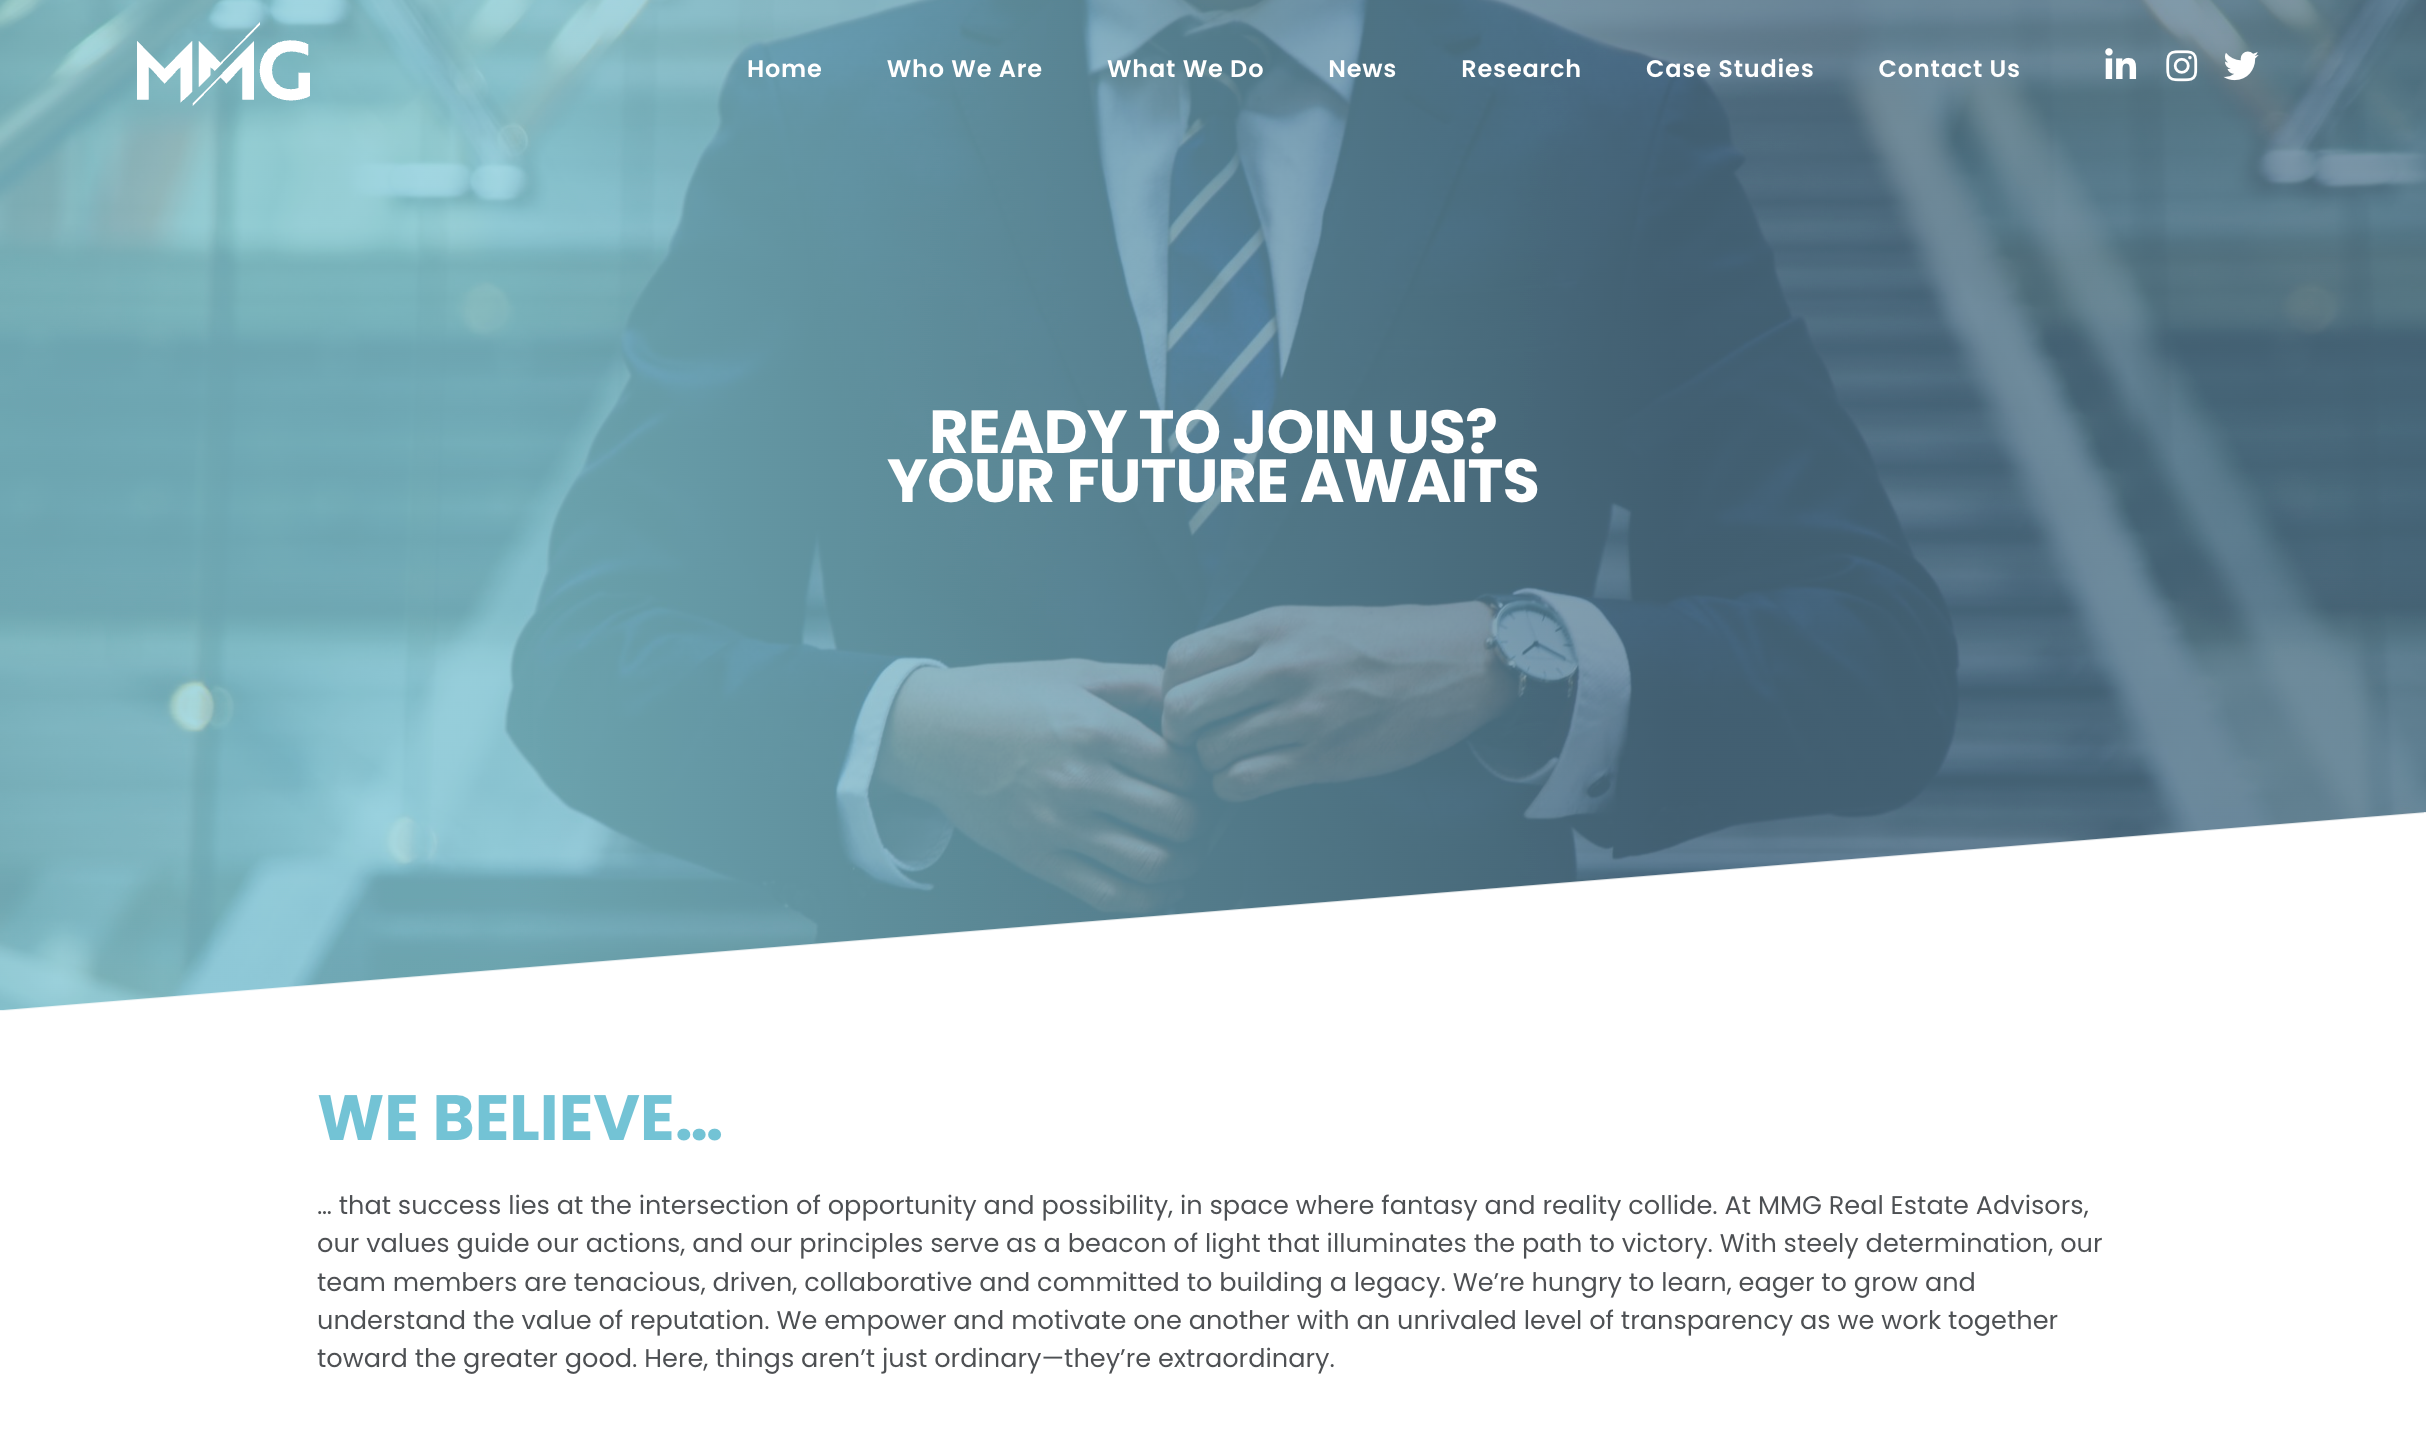 MMG
Home Who We Are What We Do News Research Case Studies Contact Us in
READY TO JOIN US?
YOUR FUTURE AWAITS
WE BELIEVE...
... that success lies at the intersection of opportunity and possibility, in space where fantasy and reality collide. At MMG Real Estate Advisors,
our values guide our actions, and our principles serve as a beacon of light that illuminates the path to victory. With steely determination, our
team members are tenacious, driven, collaborative and committed to building a legacy. We’re hungry to learn, eager to grow and
understand the value of reputation. We empower and motivate one another with an unrivaled level of transparency as we work together
toward the greater good. Here, things aren’t just ordinary—they’re extraordinary.